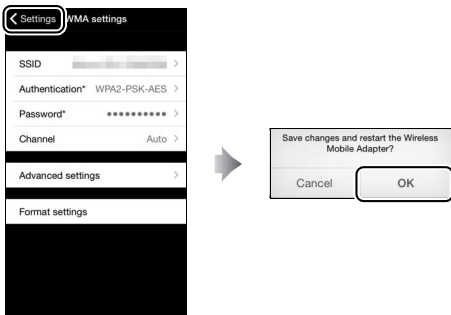 Settings WMA settings
SSID
Authentication* WPA2-PSK-AES
Password* ••••••••••
Channel Auto
Advanced settings
Format settings
Save changes and restart the Wireless
Mobile Adapter?
Cancel OK